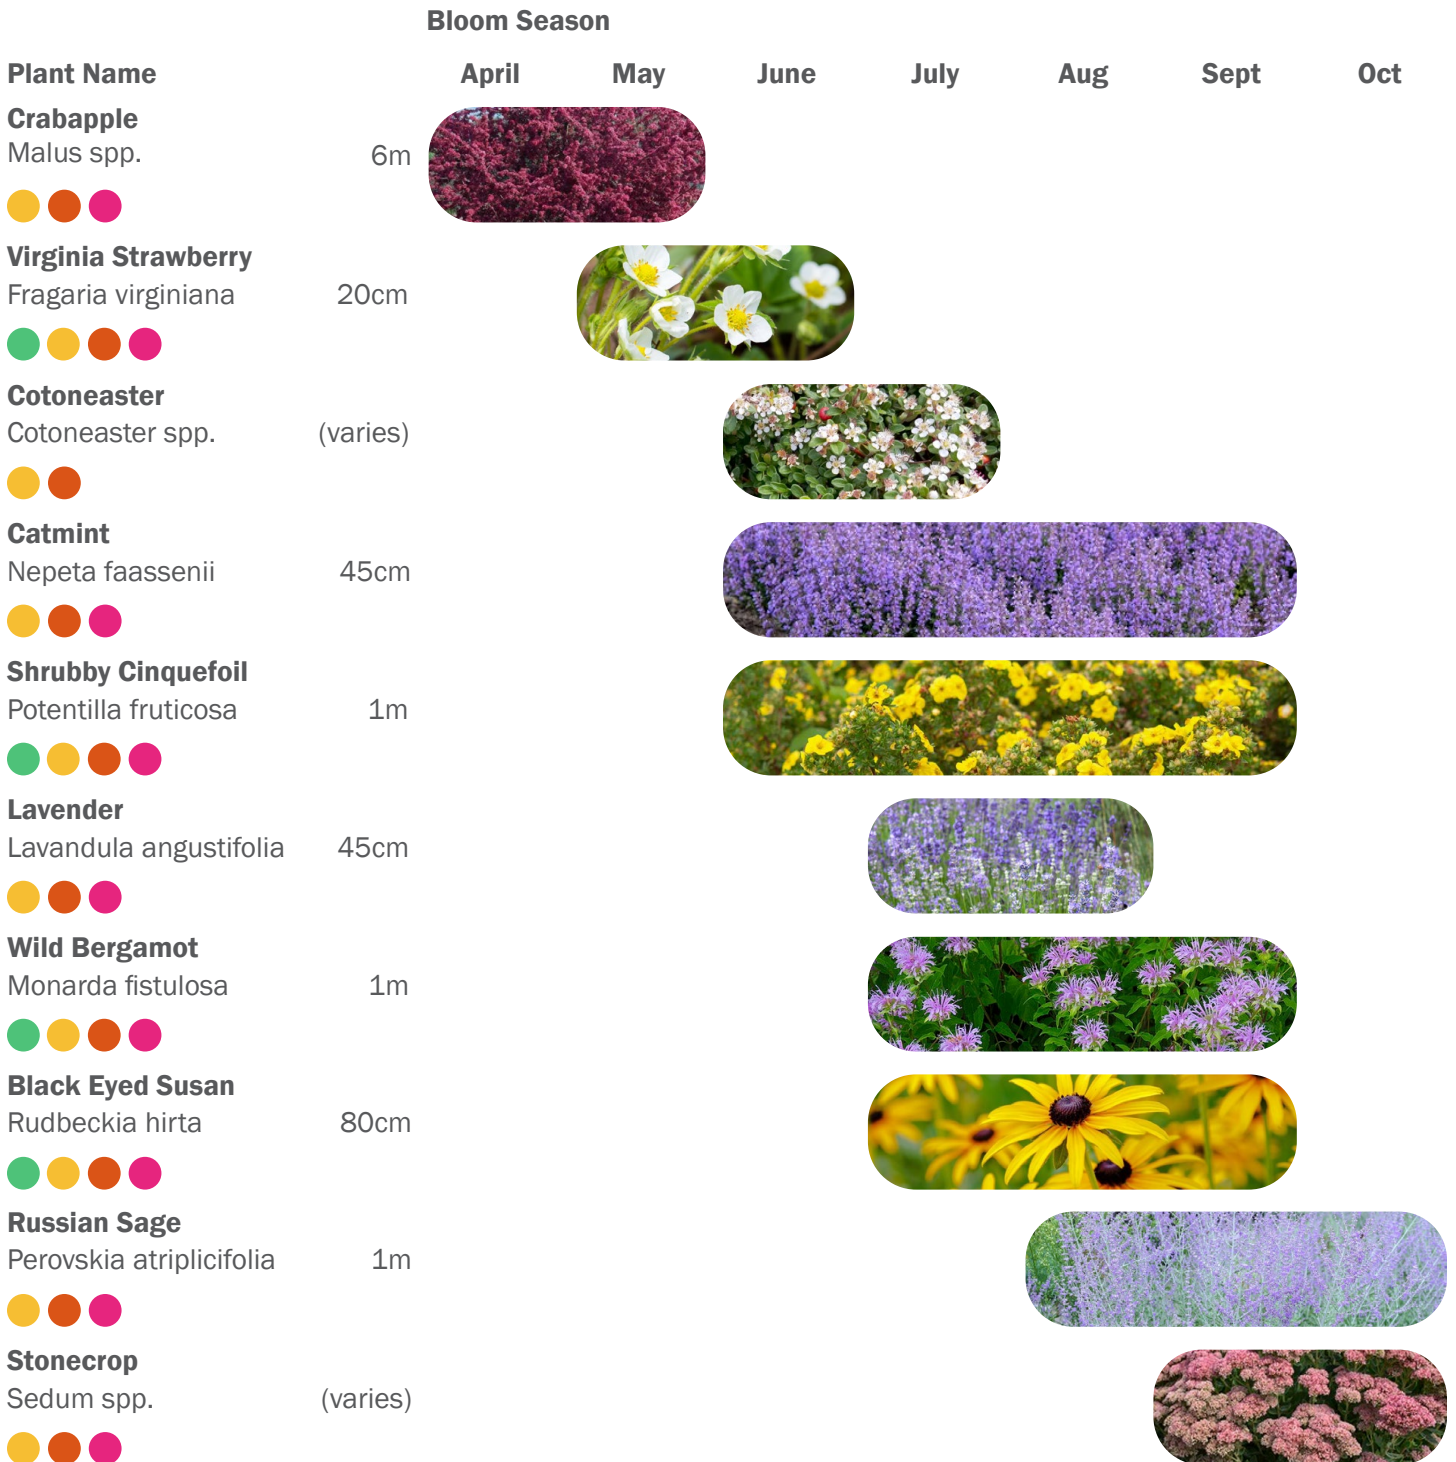 Bloom Season
Plant Name April May June July Aug Sept Oct
Crabapple
Malus spp. 6m
Virginia Strawberry
Fragaria virginiana 20cm
Cotoneaster
Cotoneaster spp. (varies)
Catmint
Nepeta faassenii 45cm
Shrubby Cinquefoil
Potentilla fruticosa 1m
Lavender
Lavandula angustifolia 45cm
Wild Bergamot
Monarda fistulosa 1m
Black Eyed Susan
Rudbeckia hirta 80cm
Russian Sage
Perovskia atriplicifolia 1m
Stonecrop
Sedum spp. (varies)